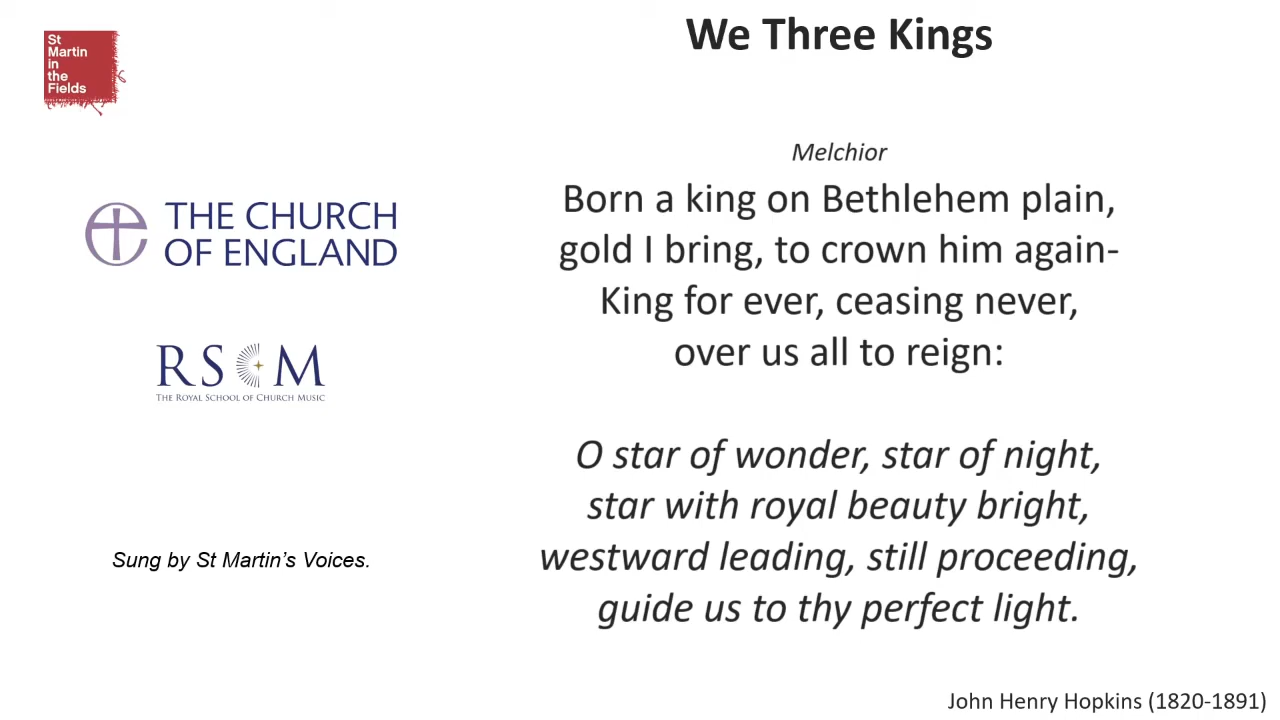 We Three Kings
St
Martin
in
the
Fields
THE CHURCH
OF ENGLAND
RSCM
THE ROYAL SCHOOL OF CHURCH MUSIC
Sung by St Martin's Voices.
Melchior
Born a king on Bethlehem plain,
gold I bring, to crown him again-
King for ever, ceasing never,
over us all to reign:
O star of wonder, star of night,
star with royal beauty bright,
westward leading, still proceeding,
guide us to thy perfect light.
John Henry Hopkins (1820-1891)